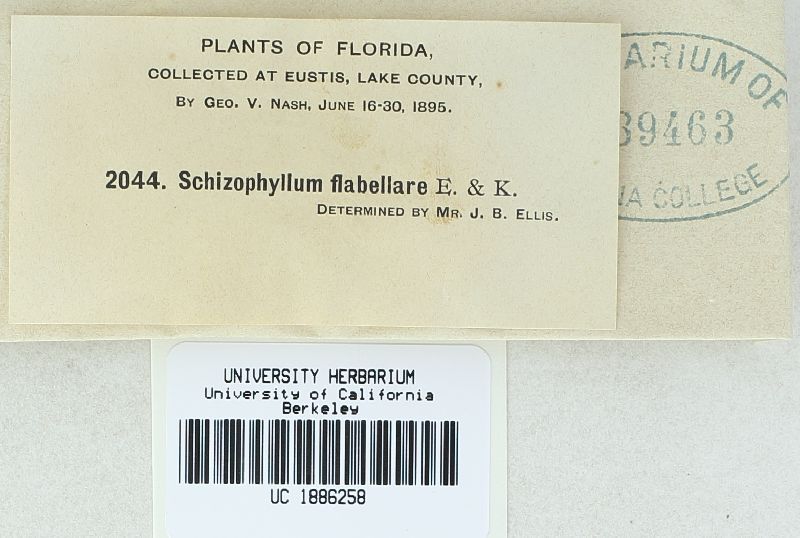 PLANTS OF FLORIDA,
COLLECTED AT EUSTIS, LAKE COUNTY,
BY GEO. V. NASH, JUNE 16-30, 1895.
2044. Schizophyllum flabellare E. & K.
DETERMINED BY MR. J. B. ELLIS.
ARIUM OF
39463
NA COLLEGE
UNIVERSITY HERBARIUM
University of California
Berkeley
UC 1886258